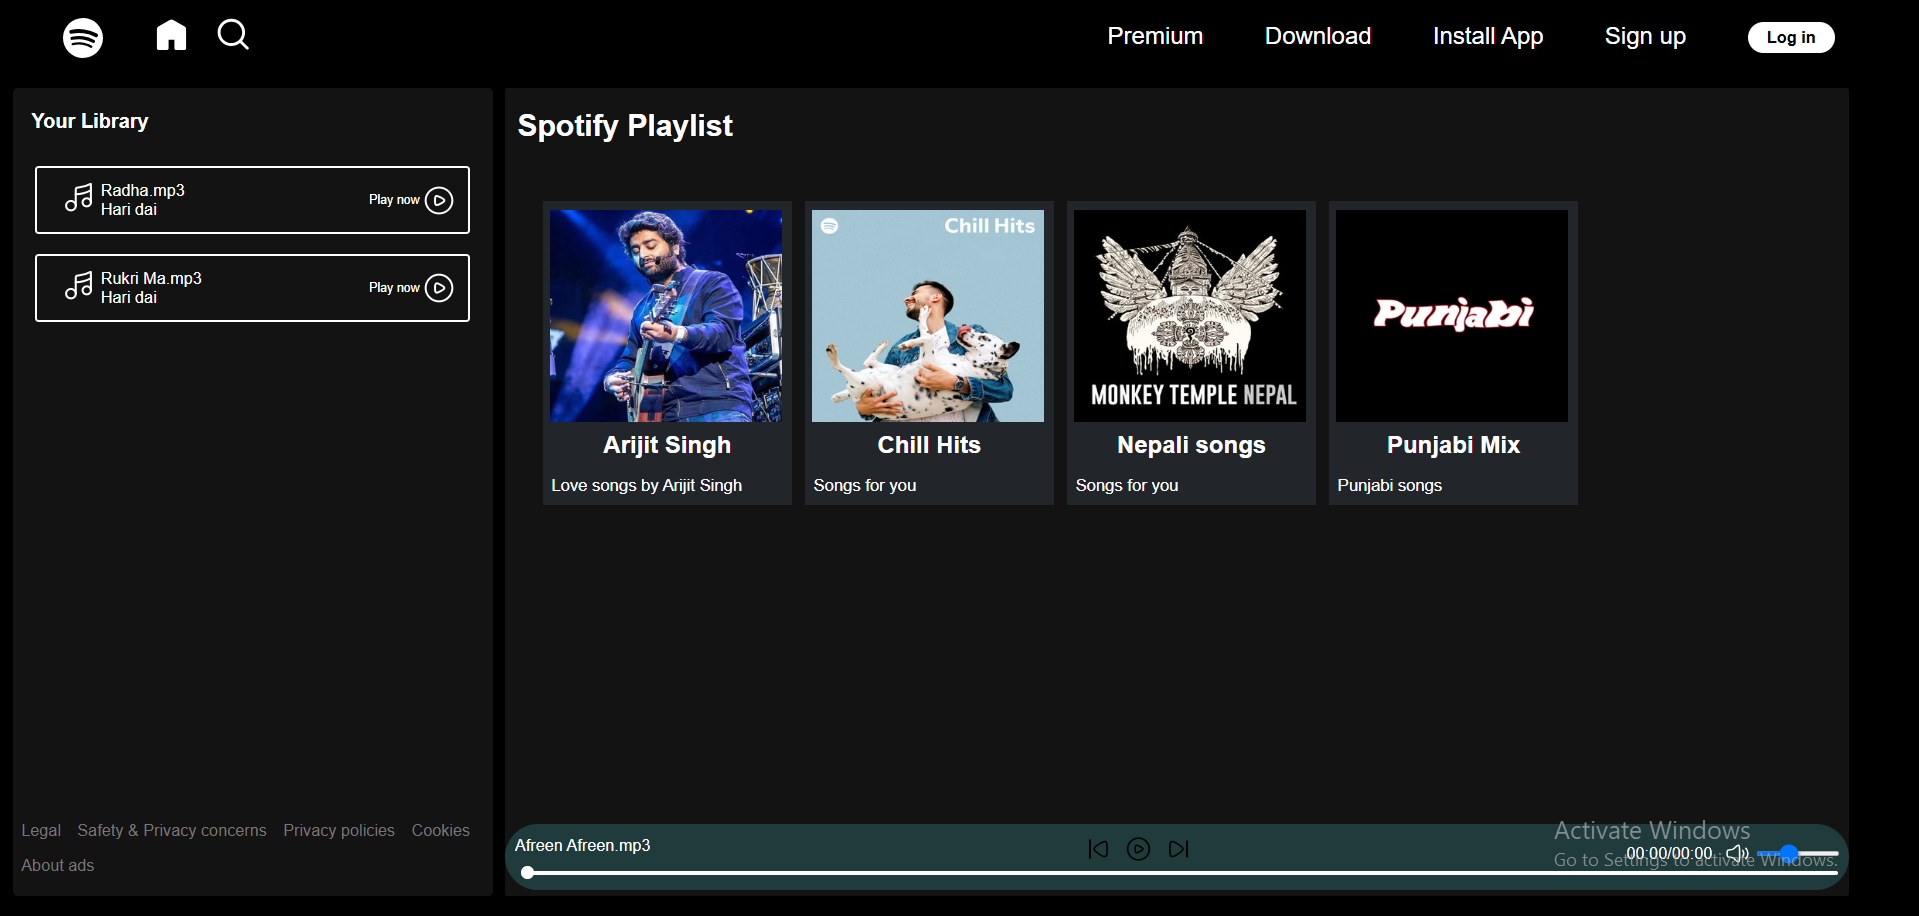 Premium Download Install App Sign up Log in
Your Library
Radha.mp3
Hari dai
Play now
Rukri Ma.mp3
Hari dai
Play now
Legal Safety & Privacy concerns Privacy policies Cookies
About ads
Spotify Playlist
Arijit Singh
Love songs by Arijit Singh
Chill Hits
Chill Hits
Songs for you
MONKEY TEMPLE NEPAL
Nepali songs
Songs for you
Punjabi
Punjabi Mix
Punjabi songs
Afreen Afreen.mp3
00:00/00:00
Activate Windows
Go to Settings to activate Windows.